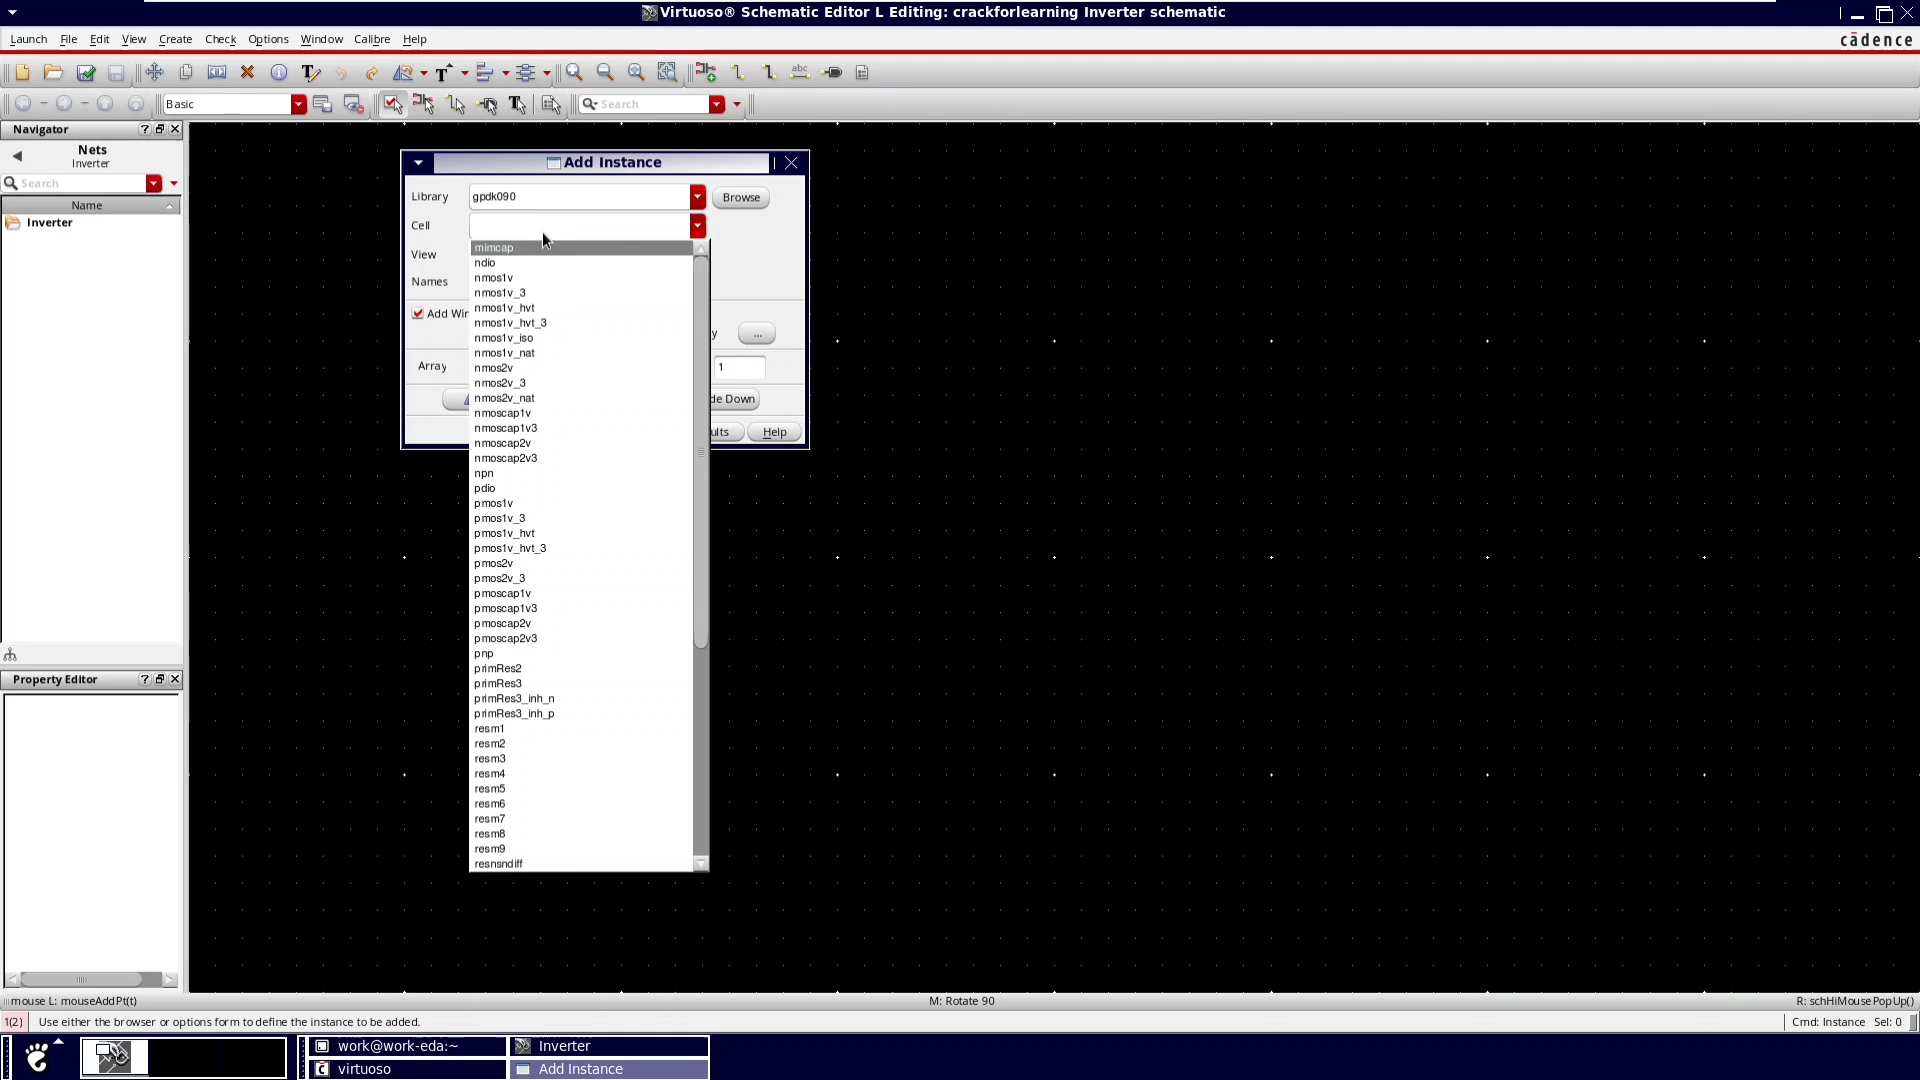 Virtuoso® Schematic Editor L Editing: crackforlearning Inverter schematic
Launch File Edit View Create Check Options Window Calibre Help
cādence
abc
Basic
Search
Navigator
Nets
Inverter
Search
Name
Inverter
Property Editor
Add Instance
Library gpdk090 Browse
Cell
View
Names
Add Wir
y ...
Array 1
de Down
ults Help
mimcap
ndio
nmos1v
nmos1v_3
nmos1v_hvt
nmos1v_hvt_3
nmos1v_iso
nmos1v_nat
nmos2v
nmos2v_3
nmos2v_nat
nmoscap1v
nmoscap1v3
nmoscap2v
nmoscap2v3
npn
pdio
pmos1v
pmos1v_3
pmos1v_hvt
pmos1v_hvt_3
pmos2v
pmos2v_3
pmoscap1v
pmoscap1v3
pmoscap2v
pmoscap2v3
pnp
primRes2
primRes3
primRes3_inh_n
primRes3_inh_p
resm1
resm2
resm3
resm4
resm5
resm6
resm7
resm8
resm9
resnsndiff
mouse L: mouseAddPt(t) M: Rotate 90 R: schHiMousePopUp()
1(2) Use either the browser or options form to define the instance to be added. Cmd: Instance Sel: 0
work@work-eda:~ Inverter
virtuoso Add Instance